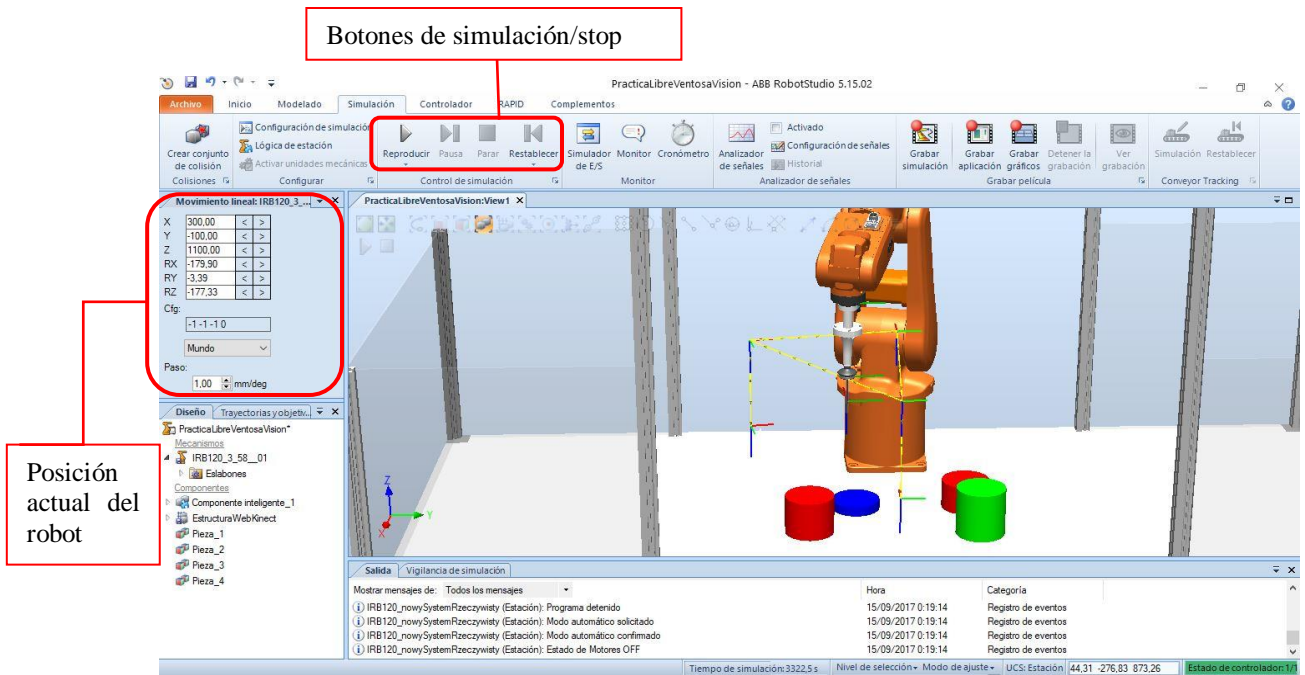 Botones de simulación/stop
PracticaLibreVentosaVision - ABB RobotStudio 5.15.02
Archivo Inicio Modelado Simulación Controlador RAPID Complementos
Crear conjunto de colisión
Colisiones
Configuración de simulación
Lógica de estación
Activar unidades mecánicas
Configurar
Reproducir Pausa Parar Restablecer
Control de simulación
Simulador de E/S Monitor Cronómetro
Monitor
Analizador de señales
Activado
Configuración de señales
Historial
Analizador de señales
Grabar simulación
Grabar aplicación
Grabar gráficos
Detener la grabación
Ver grabación
Grabar película
Simulación Restablecer
Conveyor Tracking
Movimiento lineal: IRB120_3_...
X 300,00 < >
Y -100,00 < >
Z 1100,00 < >
RX -179,90 < >
RY -3,39 < >
RZ -177,33 < >
Cfg:
-1 -1 -1 0
Mundo
Paso:
1,00 mm/deg
PracticaLibreVentosaVision:View1 X
Z
Y
X
Posición
actual del
robot
Diseño Trayectorias y objetiv...
PracticaLibreVentosaVision*
Mecanismos
IRB120_3_58__01
Eslabones
Componentes
Componente inteligente_1
EstructuraWebKinect
Pieza_1
Pieza_2
Pieza_3
Pieza_4
Salida Vigilancia de simulación
Mostrar mensajes de: Todos los mensajes Hora Categoría
IRB120_nowySystemRzeczywisty (Estación): Programa detenido 15/09/2017 0:19:14 Registro de eventos
IRB120_nowySystemRzeczywisty (Estación): Modo automático solicitado 15/09/2017 0:19:14 Registro de eventos
IRB120_nowySystemRzeczywisty (Estación): Modo automático confirmado 15/09/2017 0:19:14 Registro de eventos
IRB120_nowySystemRzeczywisty (Estación): Estado de Motores OFF 15/09/2017 0:19:14 Registro de eventos
Tiempo de simulación: 3322,5 s Nivel de selección Modo de ajuste UCS: Estación 44,31 -276,83 873,26 Estado de controlador: 1/1